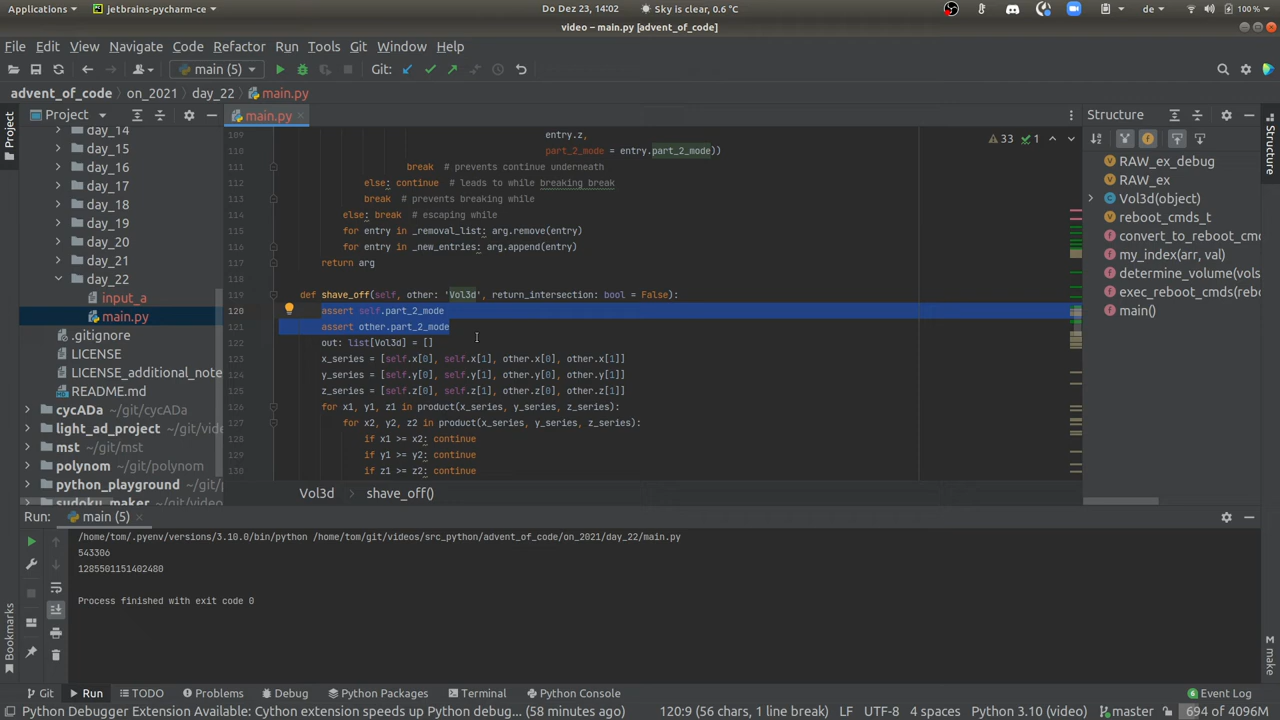 Applications
jetbrains-pycharm-ce
Do Dez 23, 14:02
Sky is clear, 0.6 °C
de
100 %
video – main.py [advent_of_code]
File Edit View Navigate Code Refactor Run Tools Git Window Help
main (5)
Git:
advent_of_code on_2021 day_22 main.py
Project
Project
main.py
Structure
Structure
day_14
day_15
day_16
day_17
day_18
day_19
day_20
day_21
day_22
input_a
main.py
.gitignore
LICENSE
LICENSE_additional_note
README.md
cycADa ~/git/cycADa
light_ad_project ~/g
mst ~/git/mst
polynom ~/git/polynom
python_playground ~/git/
sudoku_maker ~/git/
33 1
109 entry.z,
110 part_2_mode = entry.part_2_mode))
111 break # prevents continue underneath
112 else: continue # leads to while breaking break
113 break # prevents breaking while
114 else: break # escaping while
115 for entry in _removal_list: arg.remove(entry)
116 for entry in _new_entries: arg.append(entry)
117 return arg
118
119 def shave_off(self, other: 'Vol3d', return_intersection: bool = False):
120 assert self.part_2_mode
121 assert other.part_2_mode
122 out: list[Vol3d] = []
123 x_series = [self.x[0], self.x[1], other.x[0], other.x[1]]
124 y_series = [self.y[0], self.y[1], other.y[0], other.y[1]]
125 z_series = [self.z[0], self.z[1], other.z[0], other.z[1]]
126 for x1, y1, z1 in product(x_series, y_series, z_series):
127 for x2, y2, z2 in product(x_series, y_series, z_series):
128 if x1 >= x2: continue
129 if y1 >= y2: continue
130 if z1 >= z2: continue
Vol3d shave_off()
RAW_ex_debug
RAW_ex
Vol3d(object)
reboot_cmds_t
convert_to_reboot_cmd
my_index(arr, val)
determine_volume(vols
exec_reboot_cmds(rebo
main()
Run: main (5)
/home/tom/.pyenv/versions/3.10.0/bin/python /home/tom/git/videos/src_python/advent_of_code/on_2021/day_22/main.py
543306
1285501151402480
Process finished with exit code 0
Bookmarks
make
Git Run TODO Problems Debug Python Packages Terminal Python Console
6 Event Log
Python Debugger Extension Available: Cython extension speeds up Python debug... (58 minutes ago)
120:9 (56 chars, 1 line break) LF UTF-8 4 spaces Python 3.10 (video) master 694 of 4096M